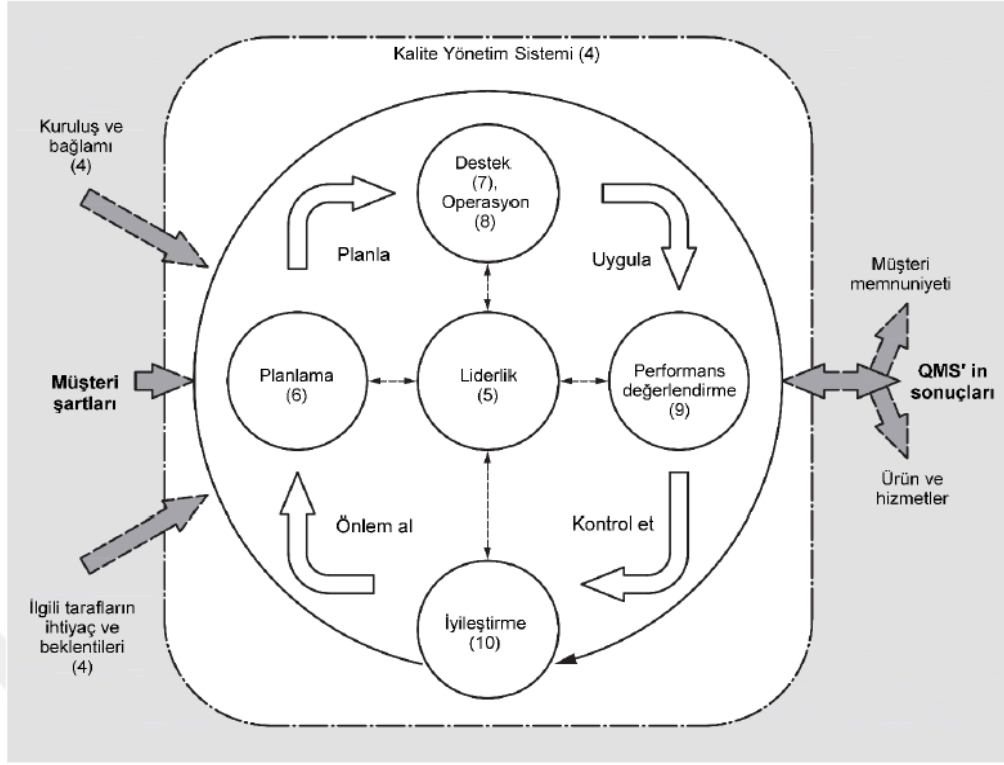 Kalite Yönetim Sistemi (4)
Kuruluş ve
bağlamı
(4)
Destek
(7),
Operasyon
(8)
Planla
Uygula
Müşteri
memnuniyeti
Müşteri
şartları
Planlama
(6)
Liderlik
(5)
Performans
değerlendirme
(9)
QMS' in
sonuçları
Önlem al
Kontrol et
Ürün ve
hizmetler
İyileştirme
(10)
İlgili tarafların
ihtiyaç ve
beklentileri
(4)